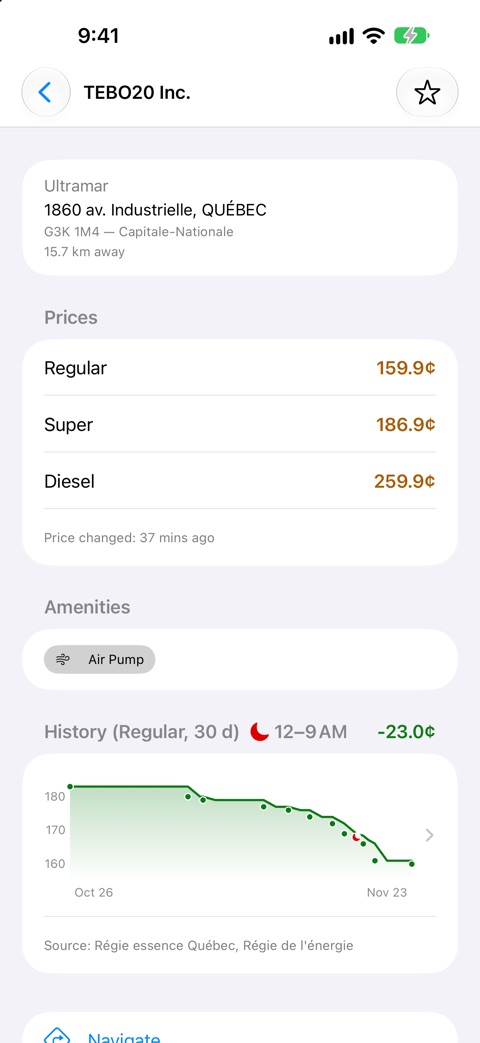 9:41
TEBO20 Inc.
Ultramar
1860 av. Industrielle, QUÉBEC
G3K 1M4 — Capitale-Nationale
15.7 km away
Prices
Regular 159.9¢
Super 186.9¢
Diesel 259.9¢
Price changed: 37 mins ago
Amenities
Air Pump
History (Regular, 30 d) 12–9 AM -23.0¢
180
170
160
Oct 26 Nov 23
Source: Régie essence Québec, Régie de l'énergie
Navigate